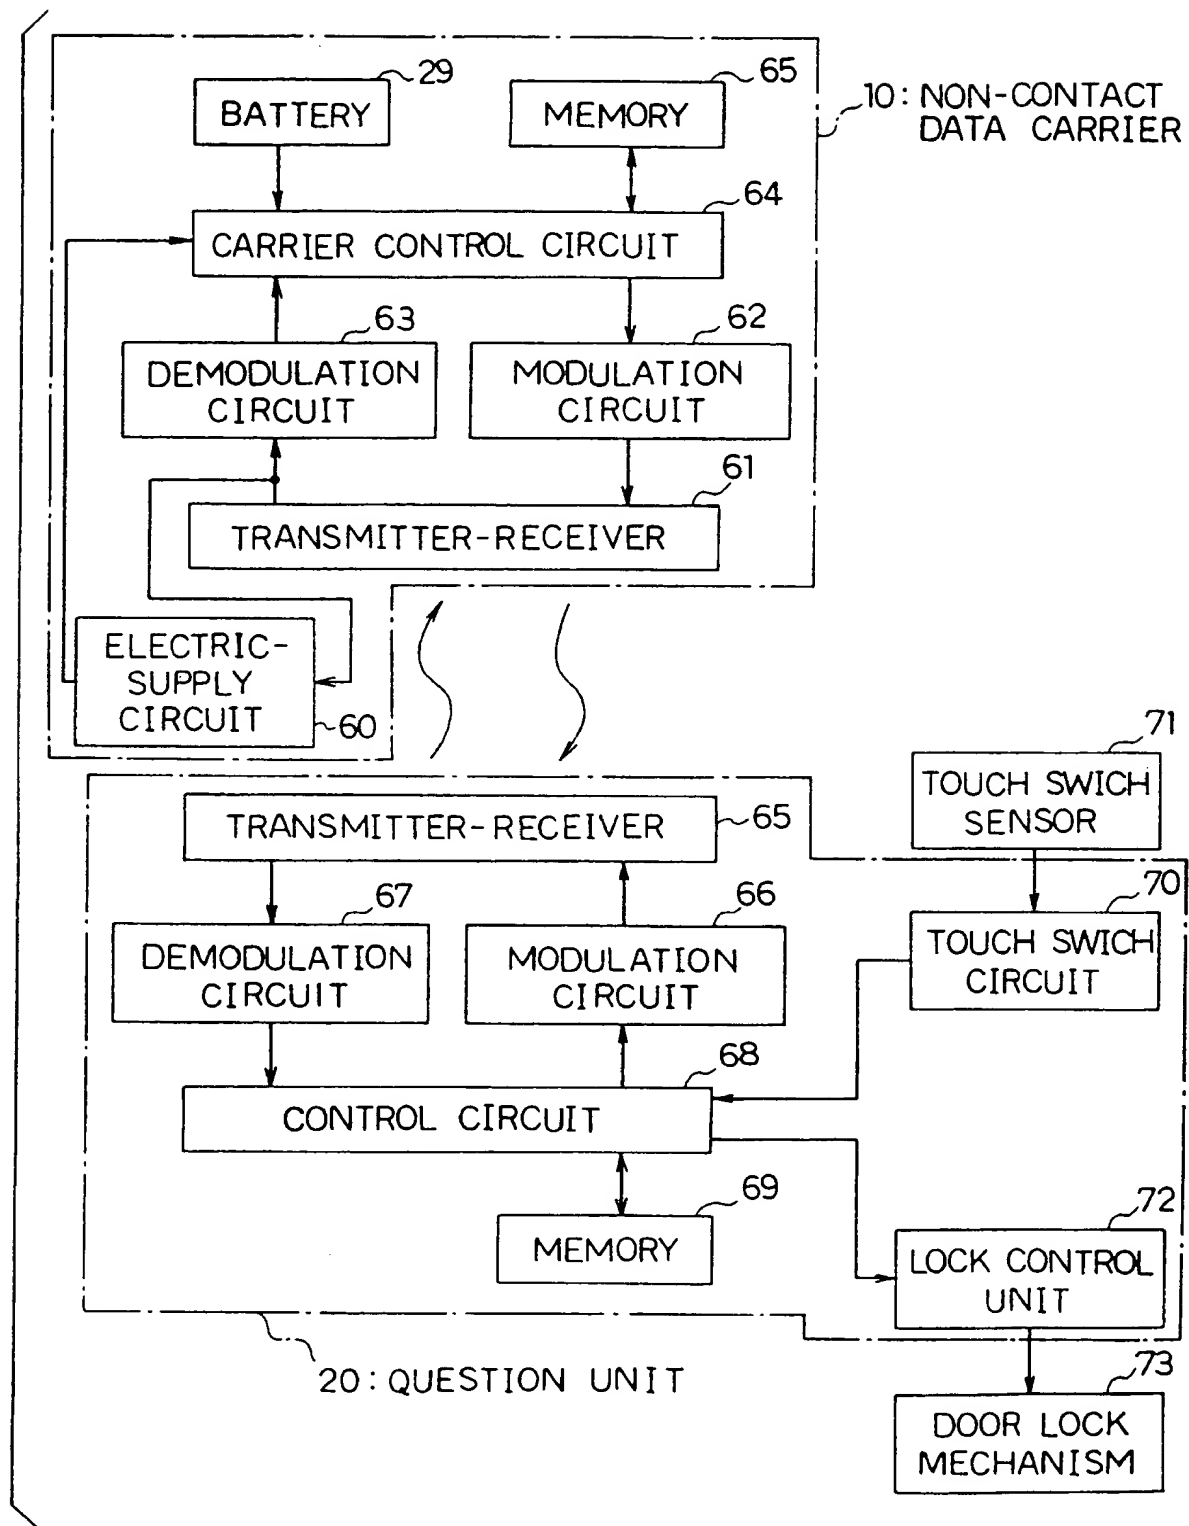 29
BATTERY
65
MEMORY
10: NON-CONTACT
DATA CARRIER
64
CARRIER CONTROL CIRCUIT
63
DEMODULATION
CIRCUIT
62
MODULATION
CIRCUIT
61
TRANSMITTER-RECEIVER
ELECTRIC-
SUPPLY
CIRCUIT
60
71
TOUCH SWICH
SENSOR
TRANSMITTER-RECEIVER
65
67
DEMODULATION
CIRCUIT
66
MODULATION
CIRCUIT
70
TOUCH SWICH
CIRCUIT
68
CONTROL CIRCUIT
69
MEMORY
72
LOCK CONTROL
UNIT
20: QUESTION UNIT
73
DOOR LOCK
MECHANISM